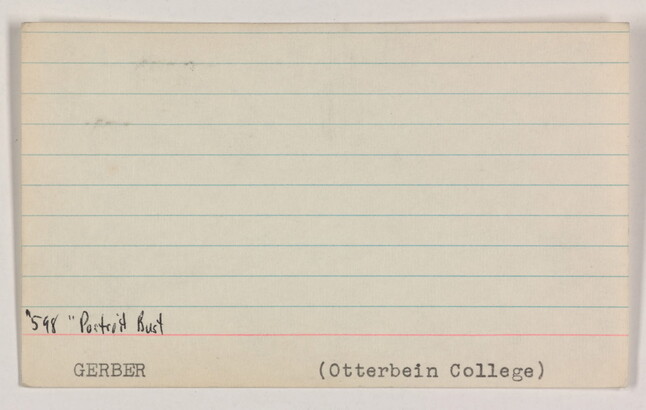 "598 " Portrait Bust
GERBER (Otterbein College)